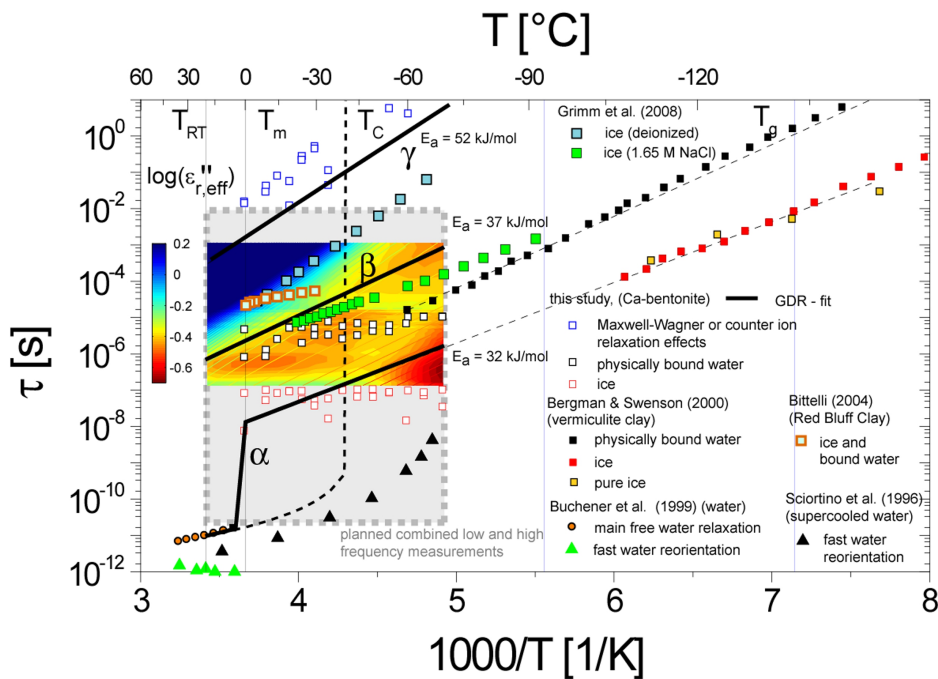 T [°C]
60 30 20 0 -30 -60 -90 -120
T_RT T_m T_C T_g
10^0
10^-2
10^-4
10^-6
10^-8
10^-10
10^-12
τ [s]
log(ε''_r,eff)
0.2
0
-0.2
-0.4
-0.6
γ
β
α
E_a = 52 kJ/mol
E_a = 37 kJ/mol
E_a = 32 kJ/mol
Grimm et al. (2008)
ice (deionized)
ice (1.65 M NaCl)
this study, (Ca-bentonite)
GDR - fit
Maxwell-Wagner or counter ion
relaxation effects
physically bound water
ice
Bergman & Swenson (2000)
(vermiculite clay)
physically bound water
ice
pure ice
Bittelli (2004)
(Red Bluff Clay)
ice and
bound water
Buchener et al. (1999) (water)
main free water relaxation
fast water reorientation
Sciortino et al. (1996)
(supercooled water)
fast water
reorientation
planned combined low and high
frequency measurements
3 4 5 6 7 8
1000/T [1/K]